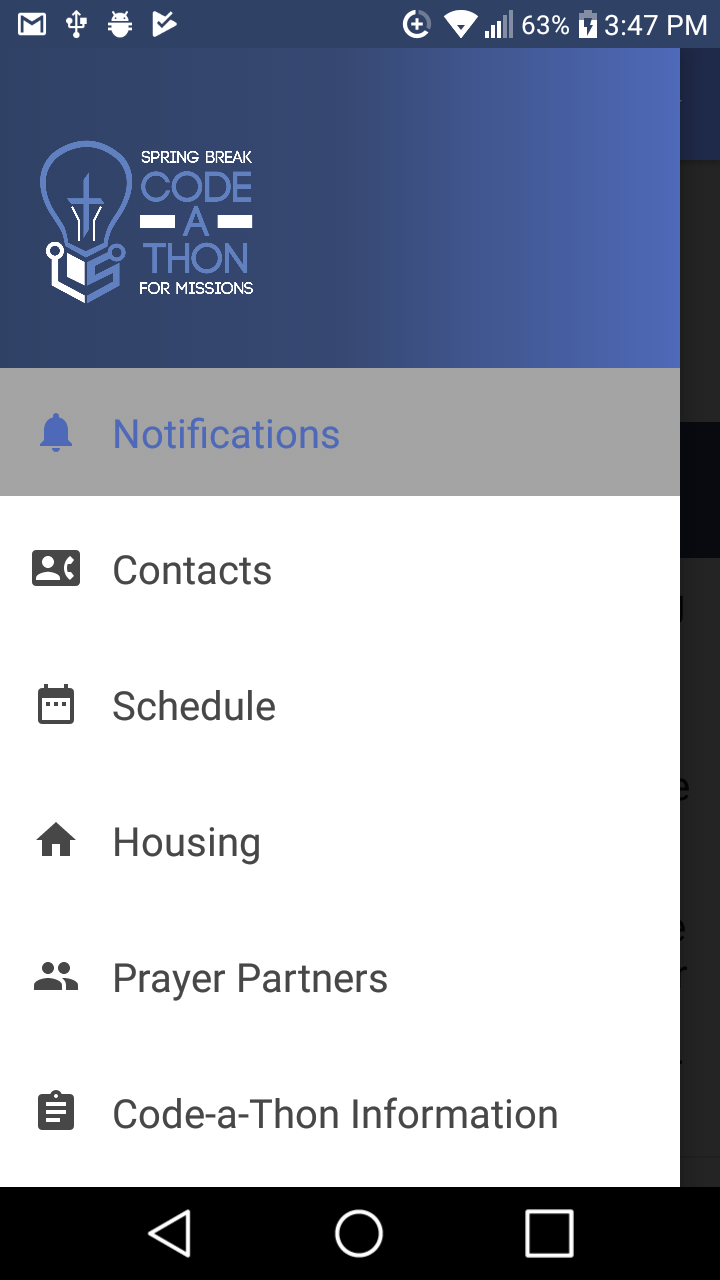 63% 3:47 PM
SPRING BREAK
CODE
A
THON
FOR MISSIONS
Notifications
Contacts
Schedule
Housing
Prayer Partners
Code-a-Thon Information